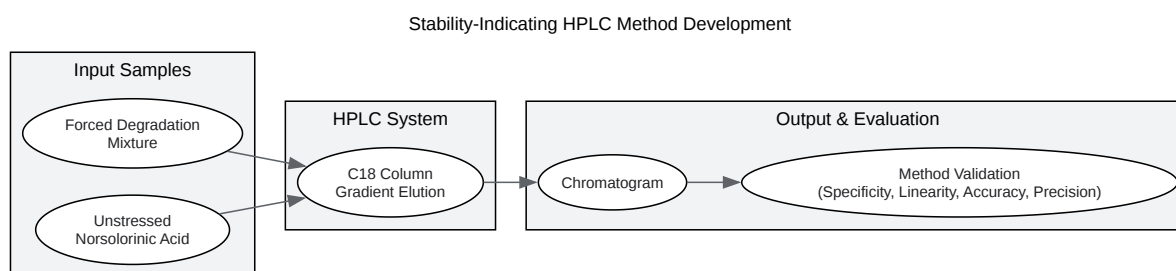 Stability-Indicating HPLC Method Development
Input Samples
Forced Degradation
Mixture
Unstressed
Norsolorinic Acid
HPLC System
C18 Column
Gradient Elution
Output & Evaluation
Chromatogram
Method Validation
(Specificity, Linearity, Accuracy, Precision)